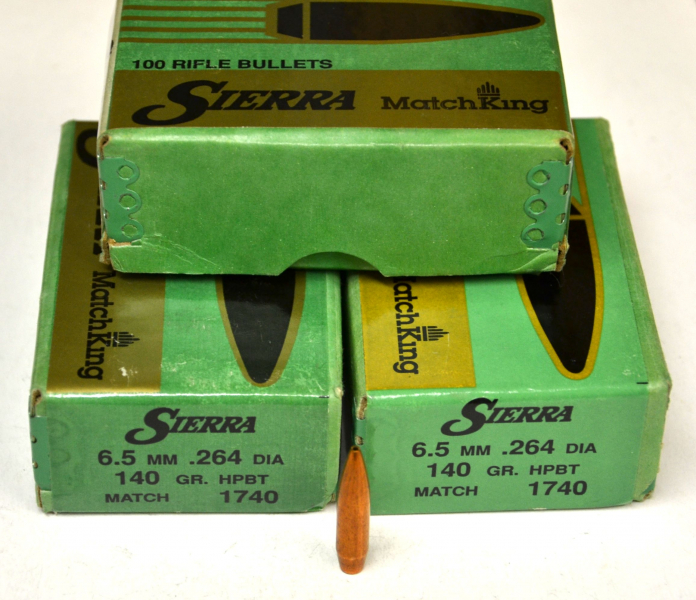 100 RIFLE BULLETS
SIERRA MatchKing
MatchKing
SIERRA
6.5 MM .264 DIA
140 GR. HPBT
MATCH 1740
MatchKing
SIERRA
6.5 MM .264 DIA
140 GR. HPBT
MATCH 1740